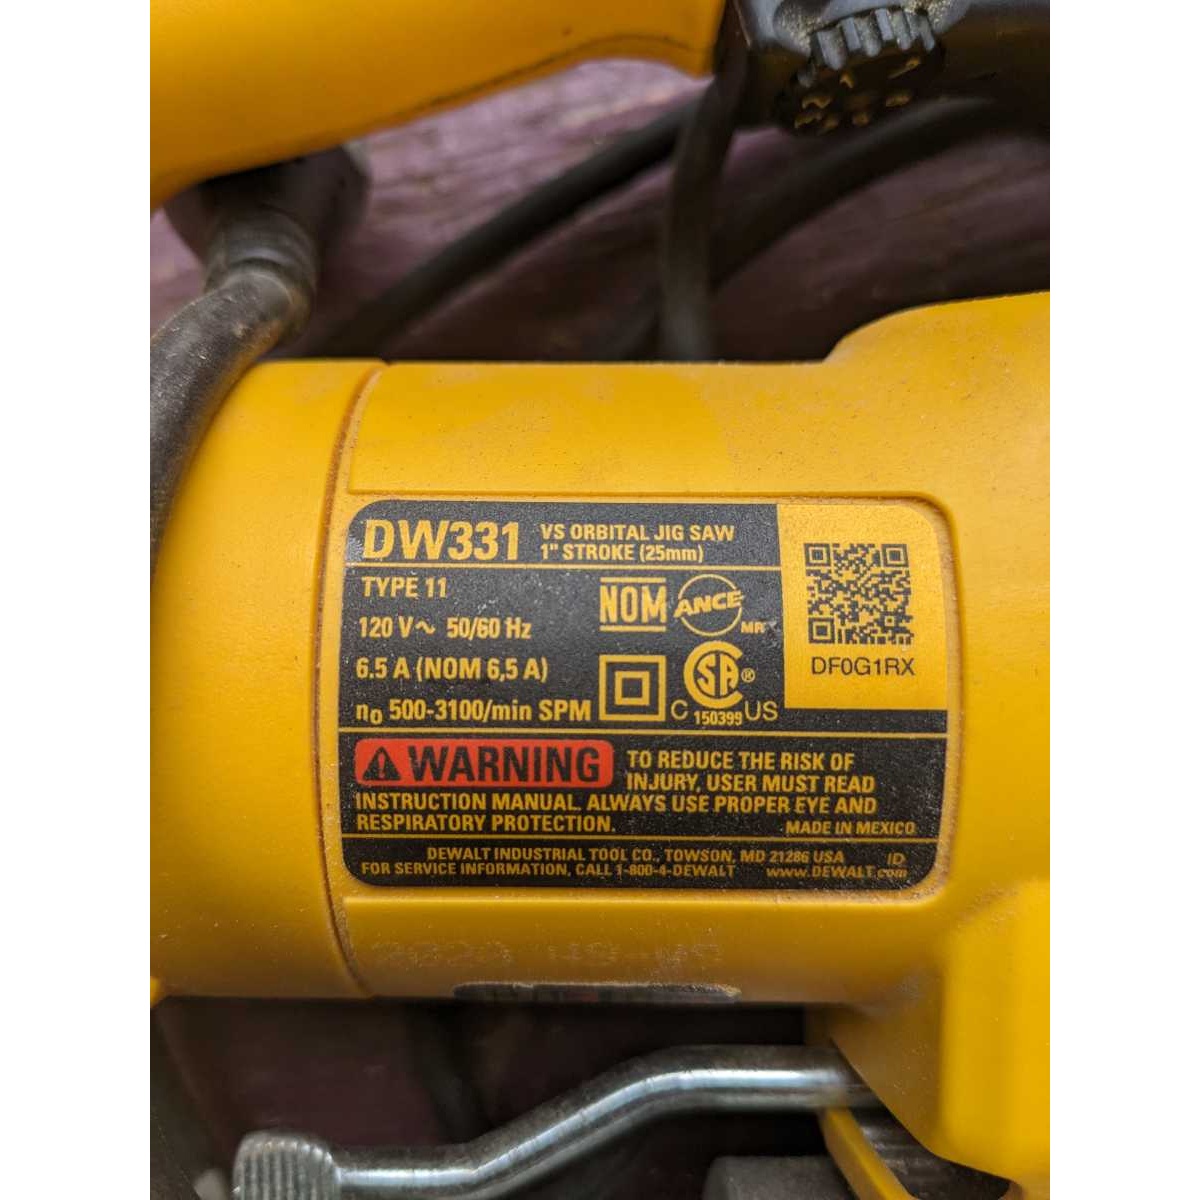 DW331 VS ORBITAL JIG SAW
1" STROKE (25mm)
TYPE 11
NOM ANCE MR
120 V~ 50/60 Hz
6.5 A (NOM 6,5 A)
n₀ 500-3100/min SPM
SA ®
C 150399 US
DF0G1RX
WARNING TO REDUCE THE RISK OF
INJURY, USER MUST READ
INSTRUCTION MANUAL. ALWAYS USE PROPER EYE AND
RESPIRATORY PROTECTION.
MADE IN MEXICO
DEWALT INDUSTRIAL TOOL CO., TOWSON, MD 21286 USA ID
FOR SERVICE INFORMATION, CALL 1-800-4-DEWALT www.DEWALT.com